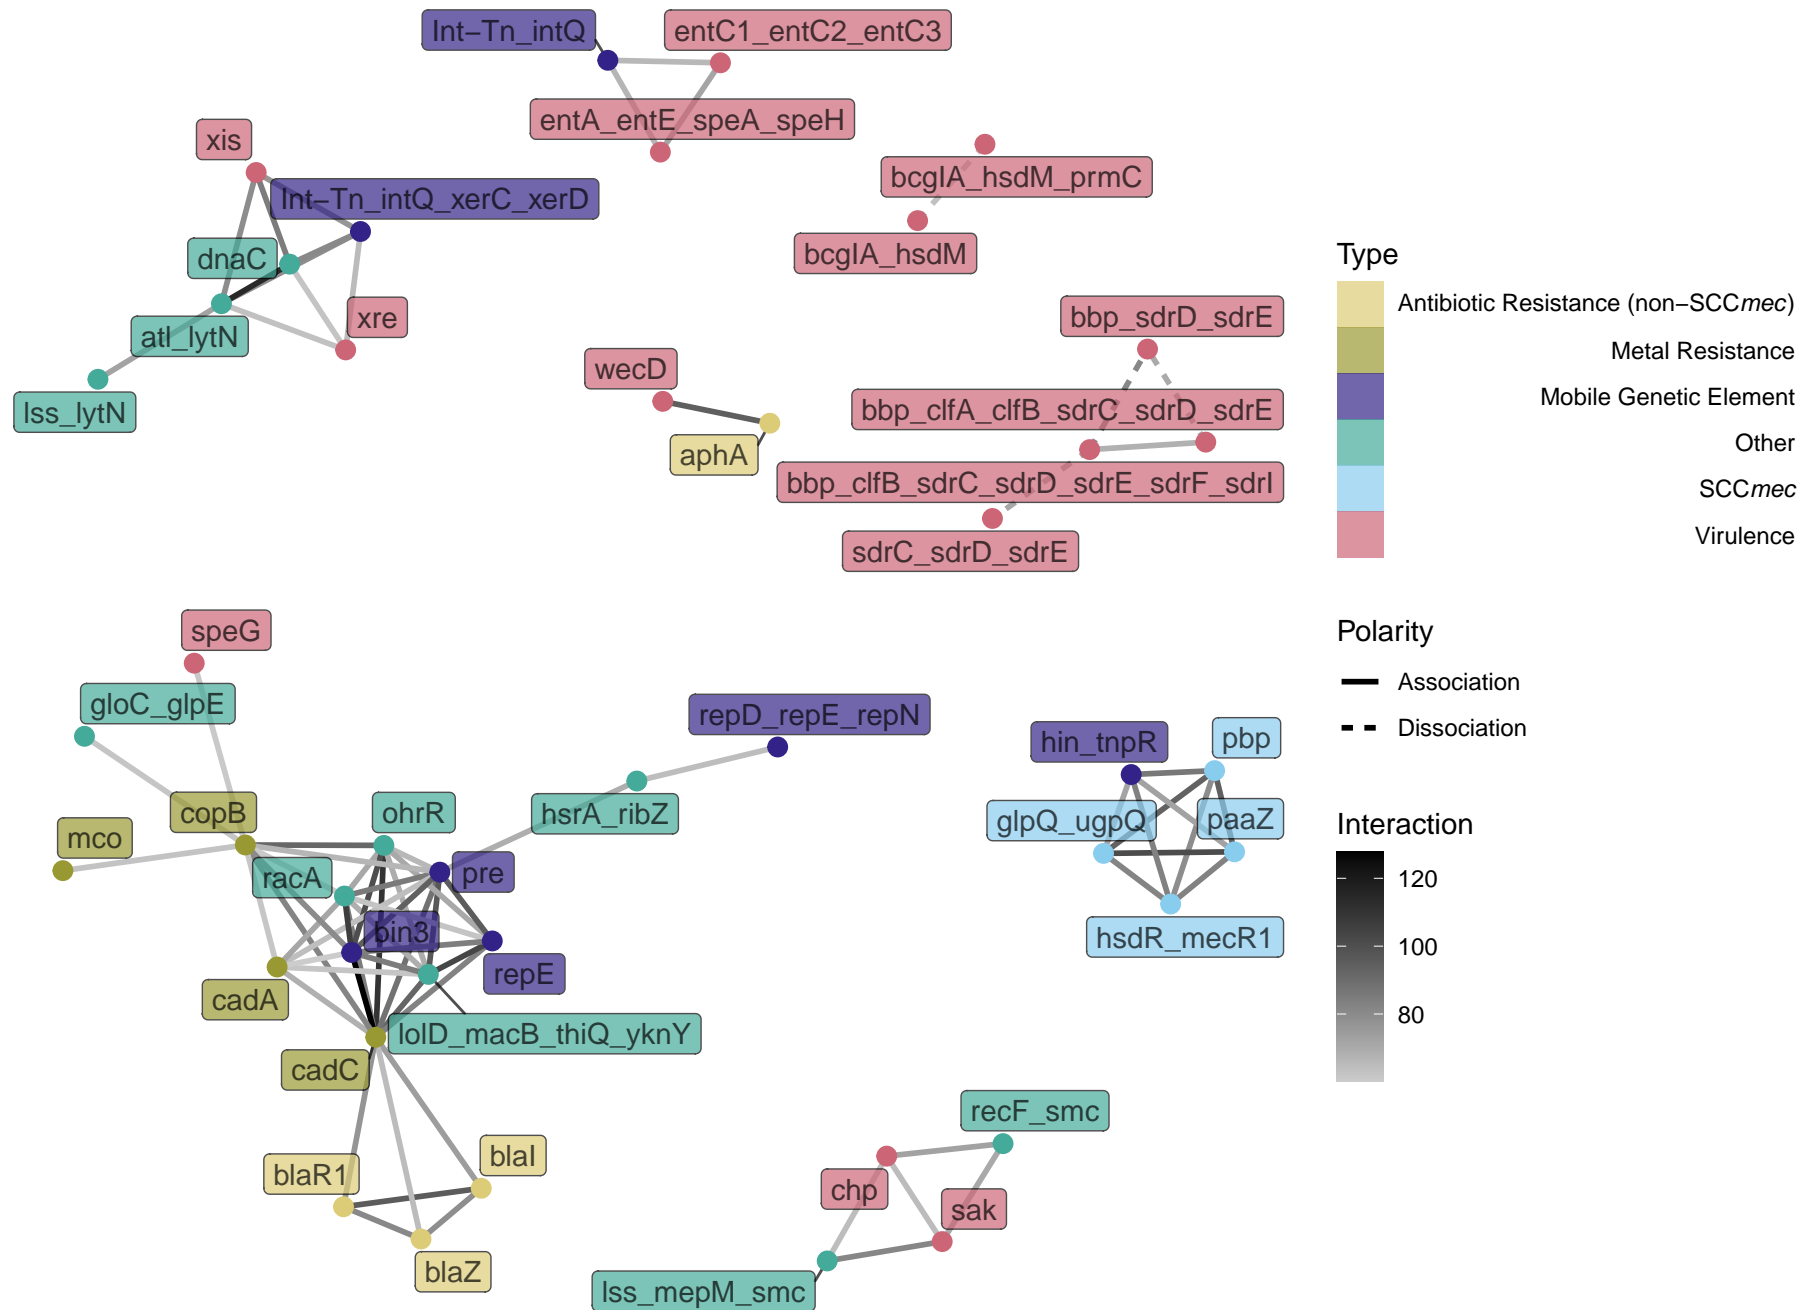 Int–Tn_intQ
entC1_entC2_entC3
entA_entE_speA_speH
xis
bcgIA_hsdM_prmC
Int–Tn_intQ_xerC_xerD
bcgIA_hsdM
dnaC
xre
atl_lytN
lss_lytN
bbp_sdrD_sdrE
wecD
bbp_clfA_clfB_sdrC_sdrD_sdrE
aphA
bbp_clfB_sdrC_sdrD_sdrE_sdrF_sdrI
sdrC_sdrD_sdrE
Type
Antibiotic Resistance (non–SCCmec)
Metal Resistance
Mobile Genetic Element
Other
SCCmec
Virulence
Polarity
Association
Dissociation
Interaction
120
100
80
speG
gloC_glpE
repD_repE_repN
hin_tnpR
pbp
copB
ohrR
hsrA_ribZ
glpQ_ugpQ
paaZ
mco
racA
pre
bin3
hsdR_mecR1
repE
cadA
lolD_macB_thiQ_yknY
cadC
recF_smc
blaI
blaR1
chp
sak
blaZ
lss_mepM_smc